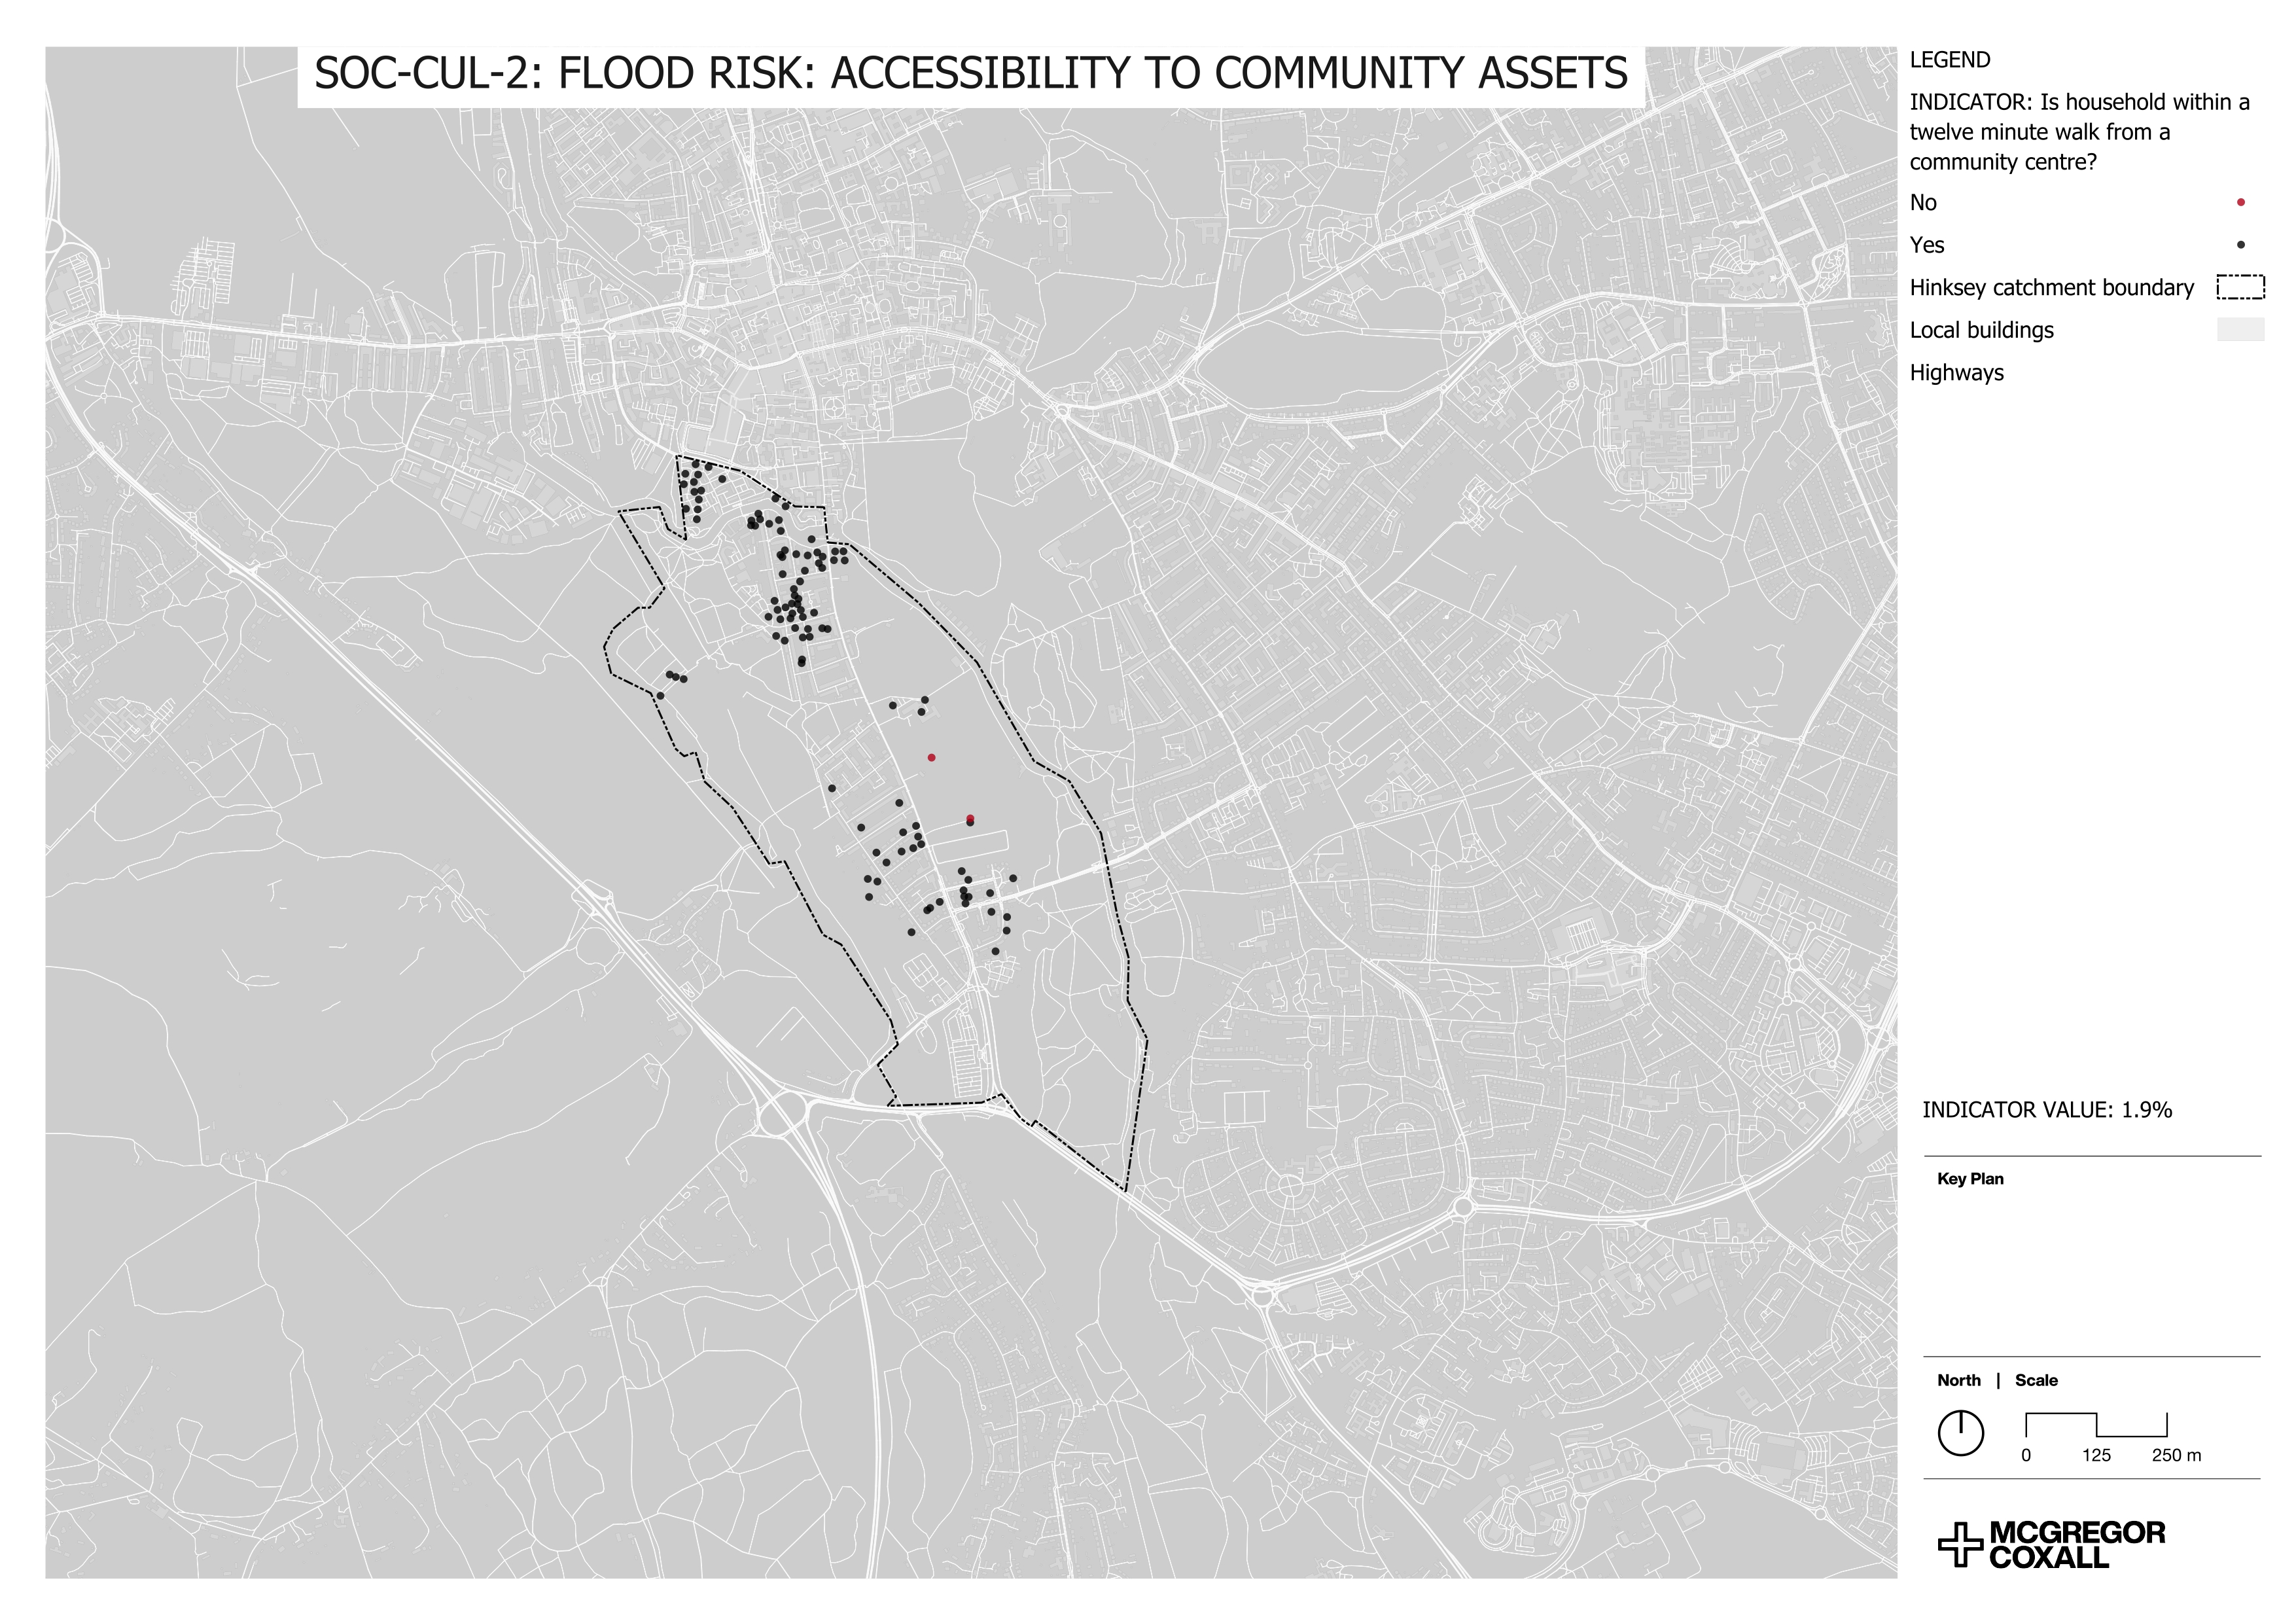 SOC-CUL-2: FLOOD RISK: ACCESSIBILITY TO COMMUNITY ASSETS
LEGEND
INDICATOR: Is household within a
twelve minute walk from a
community centre?
No
Yes
Hinksey catchment boundary
Local buildings
Highways
INDICATOR VALUE: 1.9%
Key Plan
North | Scale
0 125 250 m
MCGREGOR
COXALL